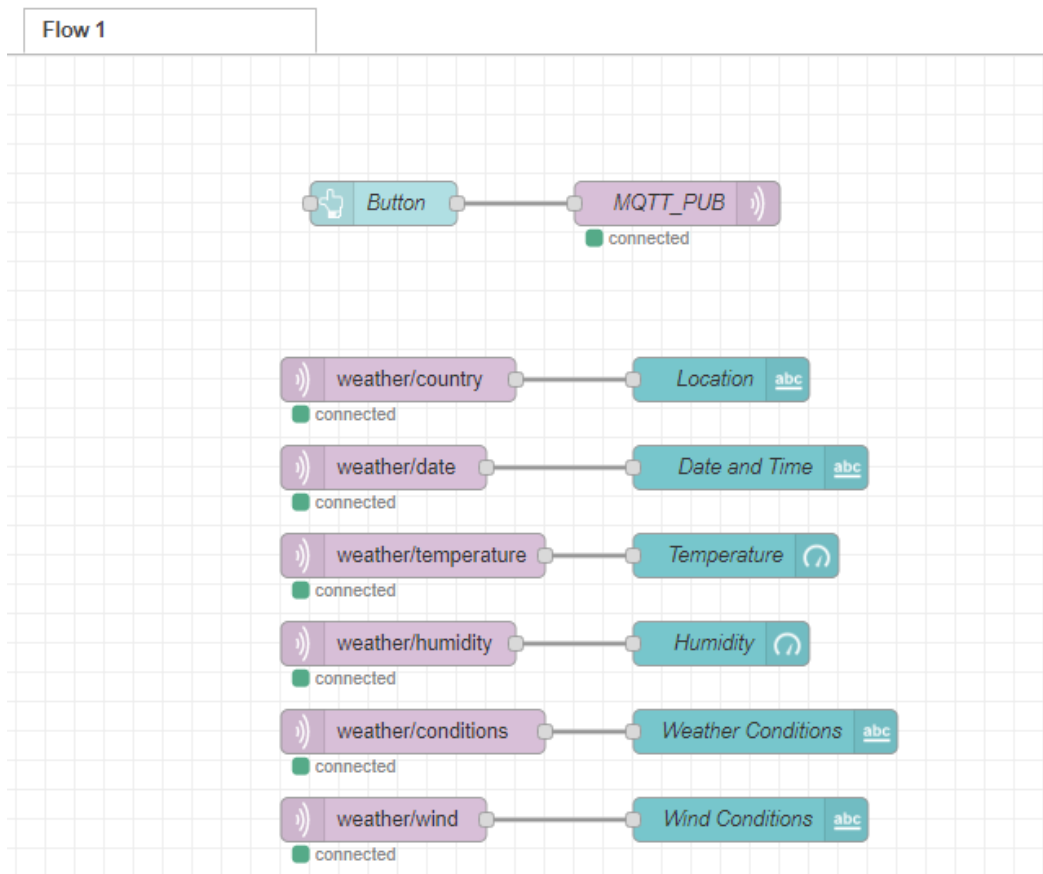 Flow 1
Button MQTT_PUB
connected
weather/country Location abc
connected
weather/date Date and Time abc
connected
weather/temperature Temperature
connected
weather/humidity Humidity
connected
weather/conditions Weather Conditions abc
connected
weather/wind Wind Conditions abc
connected